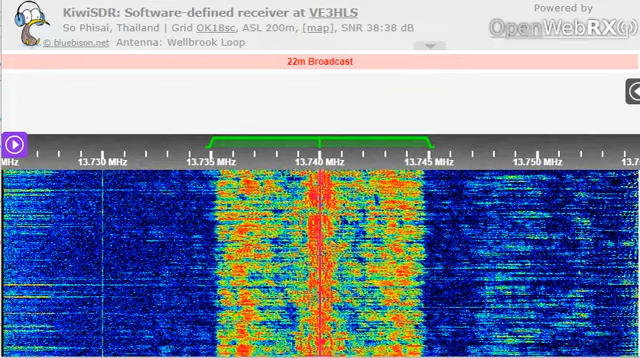 KiwiSDR: Software-defined receiver at VE3HLS
So Phisai, Thailand | Grid OK18sc, ASL 200m, [map], SNR 38:38 dB
© bluebison.net Antenna: Wellbrook Loop
Powered by
OpenWebRX
22m Broadcast
MHz 13.730 MHz 13.735 MHz 13.740 MHz 13.745 MHz 13.750 MHz 13.75